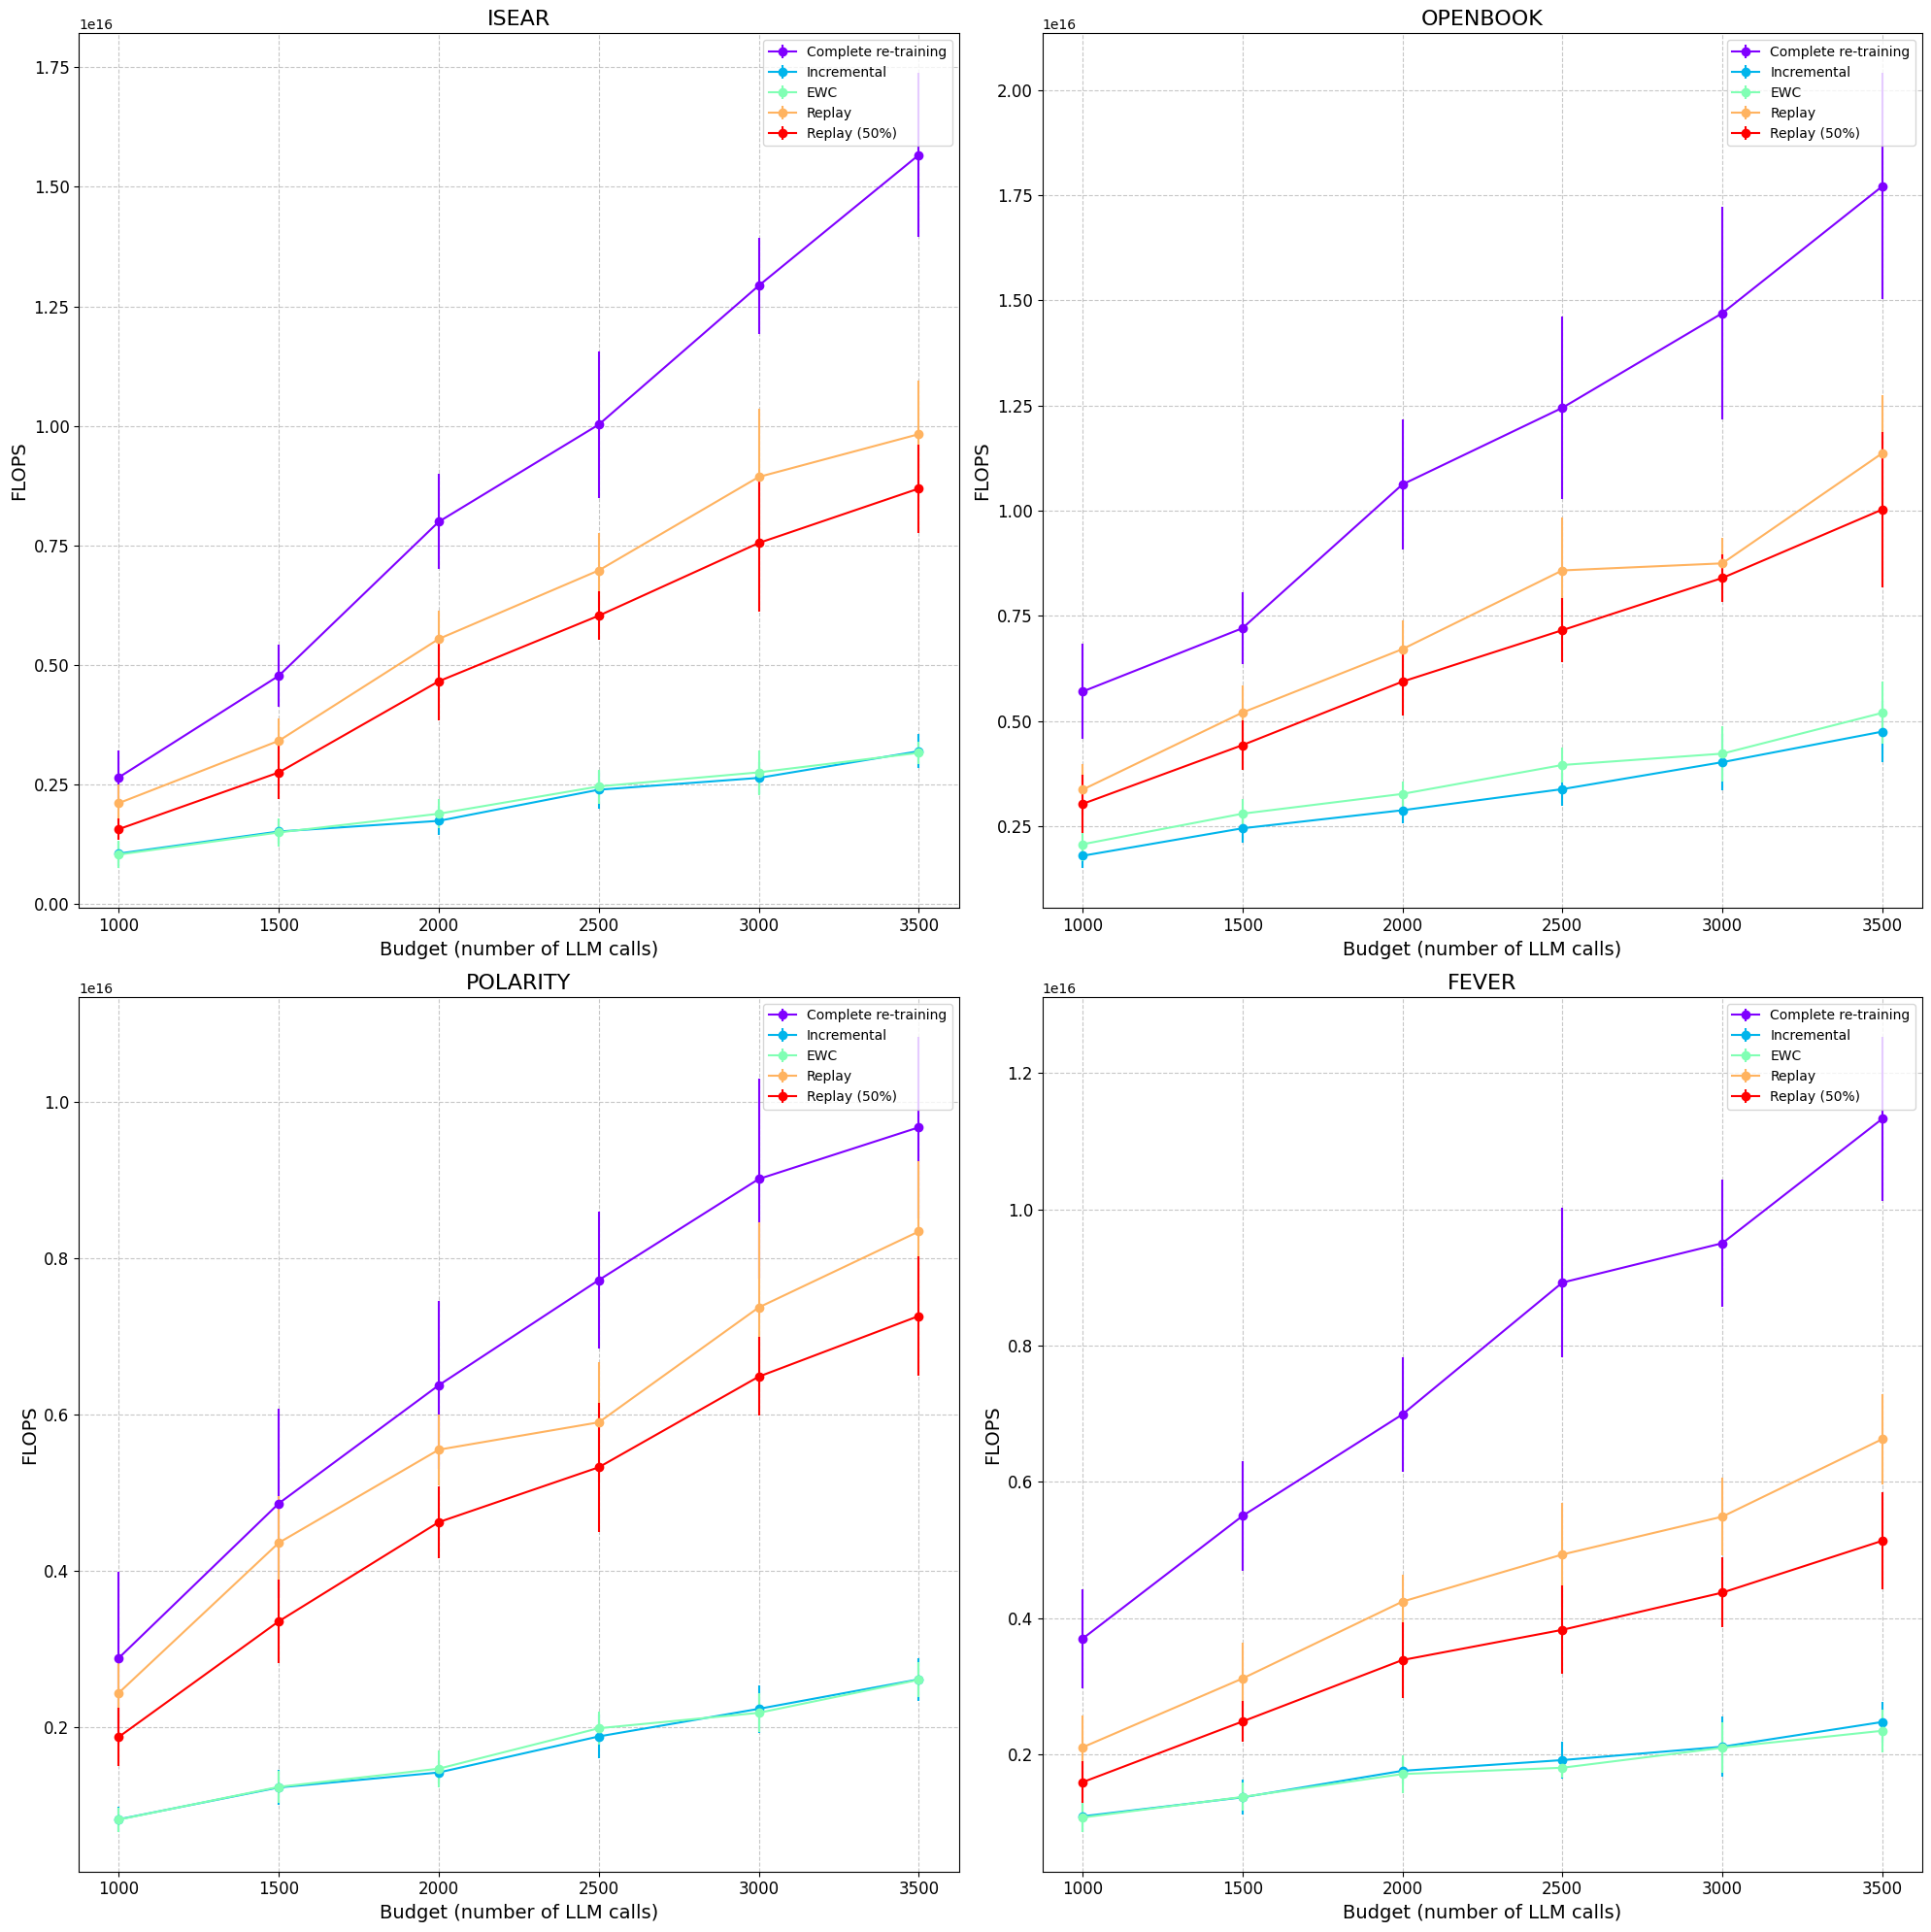 ISEAR
1e16
1.75
1.50
1.25
1.00
0.75
0.50
0.25
0.00
FLOPS
1000 1500 2000 2500 3000 3500
Budget (number of LLM calls)
Complete re-training
Incremental
EWC
Replay
Replay (50%)
OPENBOOK
1e16
2.00
1.75
1.50
1.25
1.00
0.75
0.50
0.25
FLOPS
1000 1500 2000 2500 3000 3500
Budget (number of LLM calls)
Complete re-training
Incremental
EWC
Replay
Replay (50%)
POLARITY
1e16
1.0
0.8
0.6
0.4
0.2
FLOPS
1000 1500 2000 2500 3000 3500
Budget (number of LLM calls)
Complete re-training
Incremental
EWC
Replay
Replay (50%)
FEVER
1e16
1.2
1.0
0.8
0.6
0.4
0.2
FLOPS
1000 1500 2000 2500 3000 3500
Budget (number of LLM calls)
Complete re-training
Incremental
EWC
Replay
Replay (50%)